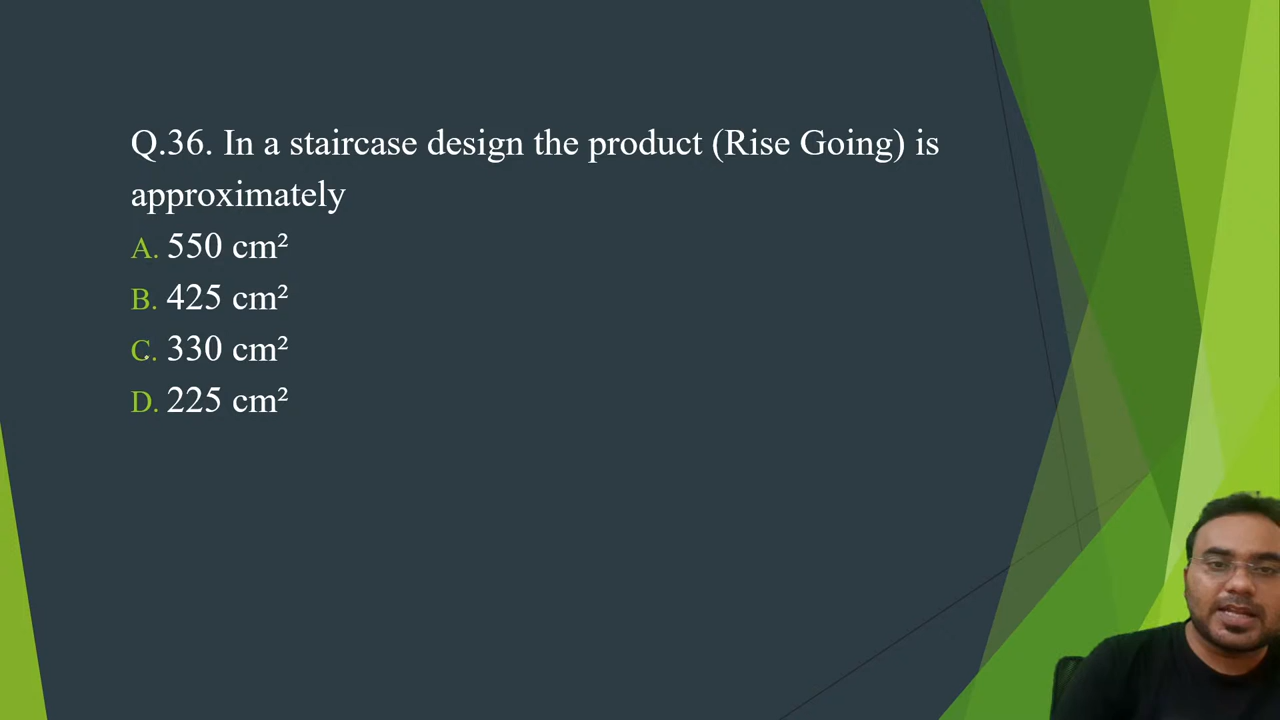 Q.36. In a staircase design the product (Rise Going) is
approximately
A. 550 cm²
B. 425 cm²
C. 330 cm²
D. 225 cm²